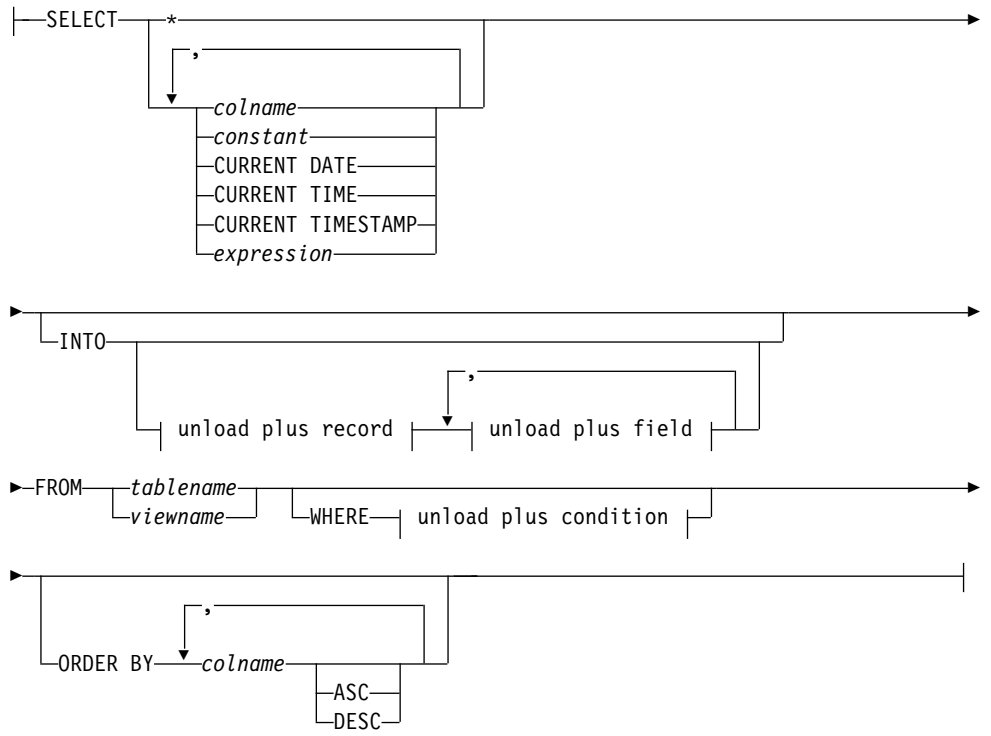 SELECT *
,
colname
constant
CURRENT DATE
CURRENT TIME
CURRENT TIMESTAMP
expression
INTO
,
unload plus record unload plus field
FROM tablename
viewname WHERE unload plus condition
,
ORDER BY colname
ASC
DESC